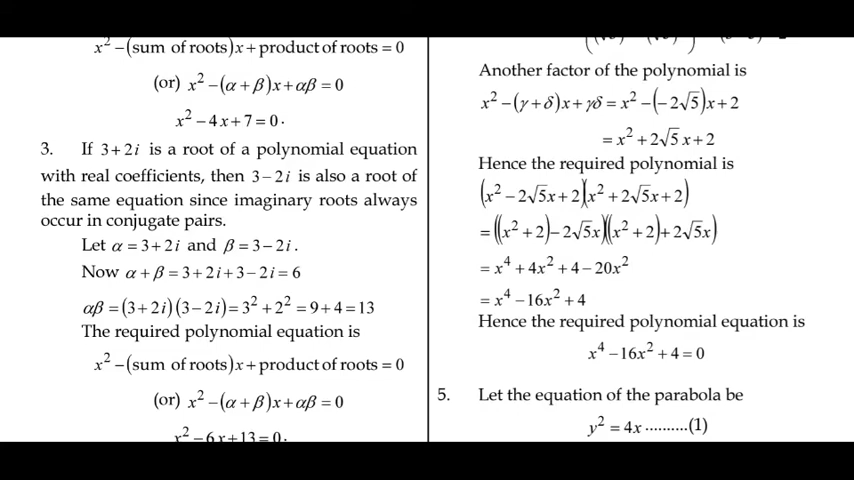 x² −(sum of roots)x + product of roots = 0
(or) x² −(α + β)x + αβ = 0
x² − 4x + 7 = 0.
3. If 3 + 2i is a root of a polynomial equation
with real coefficients, then 3 − 2i is also a root of
the same equation since imaginary roots always
occur in conjugate pairs.
Let α = 3 + 2i and β = 3 − 2i.
Now α + β = 3 + 2i + 3 − 2i = 6
αβ = (3 + 2i)(3 − 2i) = 3² + 2² = 9 + 4 = 13
The required polynomial equation is
x² −(sum of roots)x + product of roots = 0
(or) x² −(α + β)x + αβ = 0
x² − 6x + 13 = 0.
Another factor of the polynomial is
x² −(γ + δ)x + γδ = x² −(−2√5)x + 2
= x² + 2√5 x + 2
Hence the required polynomial is
(x² − 2√5x + 2)(x² + 2√5x + 2)
= ((x² + 2) − 2√5x)((x² + 2) + 2√5x)
= x⁴ + 4x² + 4 − 20x²
= x⁴ − 16x² + 4
Hence the required polynomial equation is
x⁴ − 16x² + 4 = 0
5. Let the equation of the parabola be
y² = 4x ..........(1)